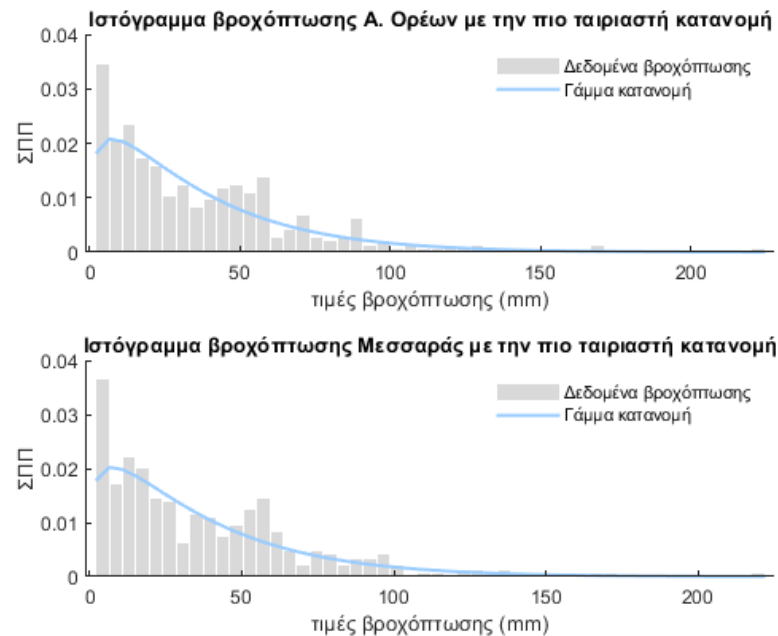 Ιστόγραμμα βροχόπτωσης Α. Ορέων με την πιο ταιριαστή κατανομή
0.04
0.03
0.02
0.01
0
ΣΠΠ
Δεδομένα βροχόπτωσης
Γάμμα κατανομή
0 50 100 150 200
τιμές βροχόπτωσης (mm)
Ιστόγραμμα βροχόπτωσης Μεσσαράς με την πιο ταιριαστή κατανομή
0.04
0.03
0.02
0.01
0
ΣΠΠ
Δεδομένα βροχόπτωσης
Γάμμα κατανομή
0 50 100 150 200
τιμές βροχόπτωσης (mm)